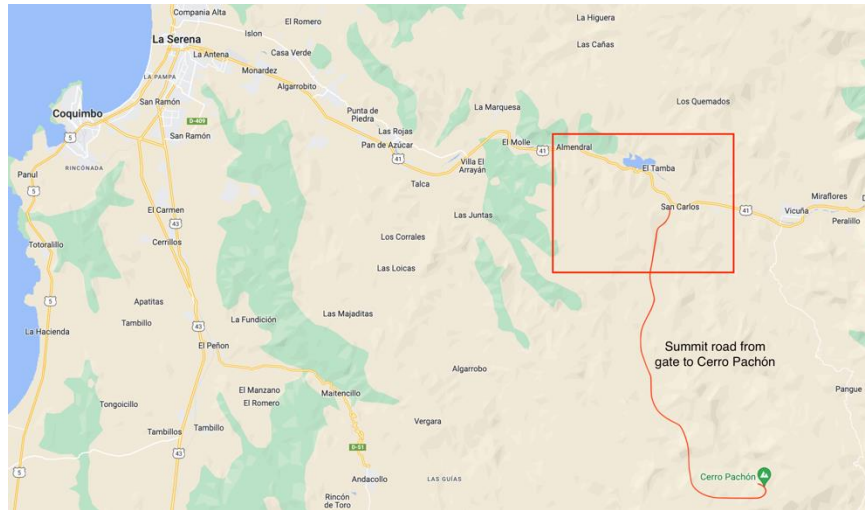 Compania Alta
El Romero
Islon
La Higuera
La Serena
Las Cañas
La Antena
Casa Verde
LA PAMPA
Monardez
Algarrobito
San Ramón
Punta de
Piedra
La Marquesa
Los Quemados
Coquimbo
D-409
5
San Ramón
Las Rojas
Pan de Azúcar
41
El Molle
41
Almendral
RINCÓNADA
Villa El
Arrayán
El Tamba
Panul
5
Talca
Miraflores
D
El Carmen
Las Juntas
San Carlos
41
Vicuña
Peralillo
43
Totoralillo
Cerrillos
Los Corrales
Las Loicas
5
Apatitas
Tambillo
La Fundición
Las Majaditas
La Hacienda
43
El Peñon
Summit road from
gate to Cerro Pachón
Algarrobo
Pangue
El Manzano
El Romero
Maitencillo
Tongoicillo
Vergara
Tambillos
Tambillo
D-51
5
43
Andacollo
LAS GUÍAS
Cerro Pachón
Rincón
de Toro